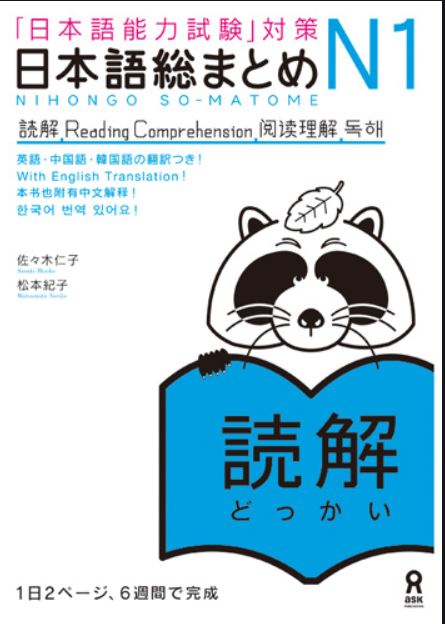 「日本語能力試験」対策
日本語総まとめ N1
NIHONGO SO-MATOME
読解 Reading Comprehension 阅读理解 독해
英語・中国語・韓国語の翻訳つき！
With English Translation！
本书也附有中文解释！
한국어 번역 있어요！
佐々木仁子
松本紀子
読解
どっかい
1日2ページ、6週間で完成
ask
PUBLISHING